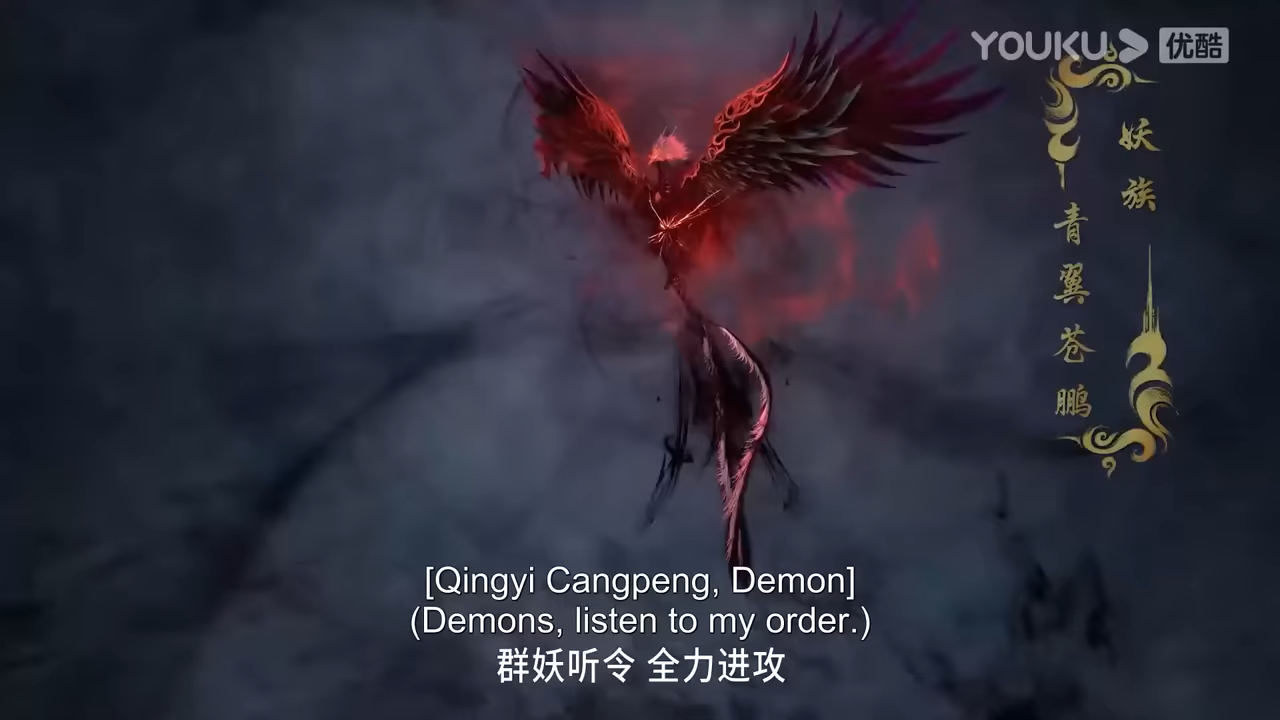 YOUKU 优酷
妖族
青翼苍鹏
[Qingyi Cangpeng, Demon]
(Demons, listen to my order.)
群妖听令 全力进攻